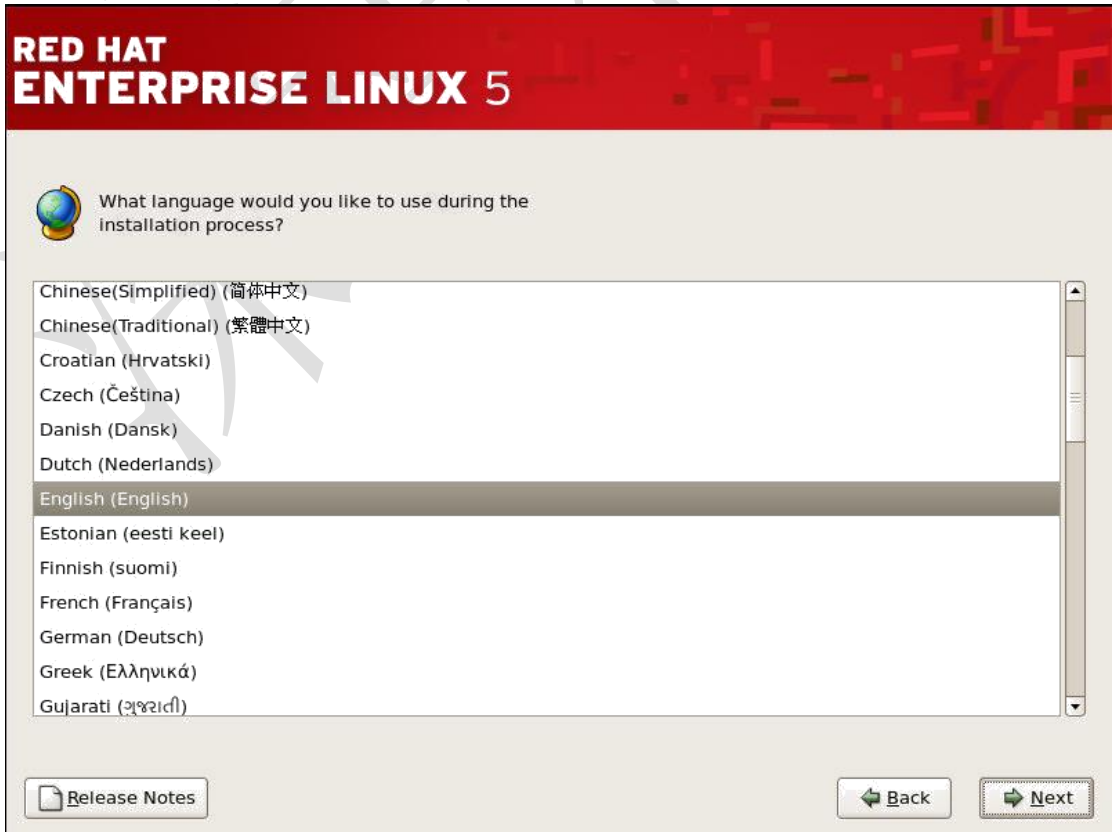 RED HAT
ENTERPRISE LINUX 5
What language would you like to use during the
installation process?
Chinese(Simplified) (简体中文)
Chinese(Traditional) (繁體中文)
Croatian (Hrvatski)
Czech (Čeština)
Danish (Dansk)
Dutch (Nederlands)
English (English)
Estonian (eesti keel)
Finnish (suomi)
French (Français)
German (Deutsch)
Greek (Ελληνικά)
Gujarati (ગુજરાતી)
Release Notes
Back
Next